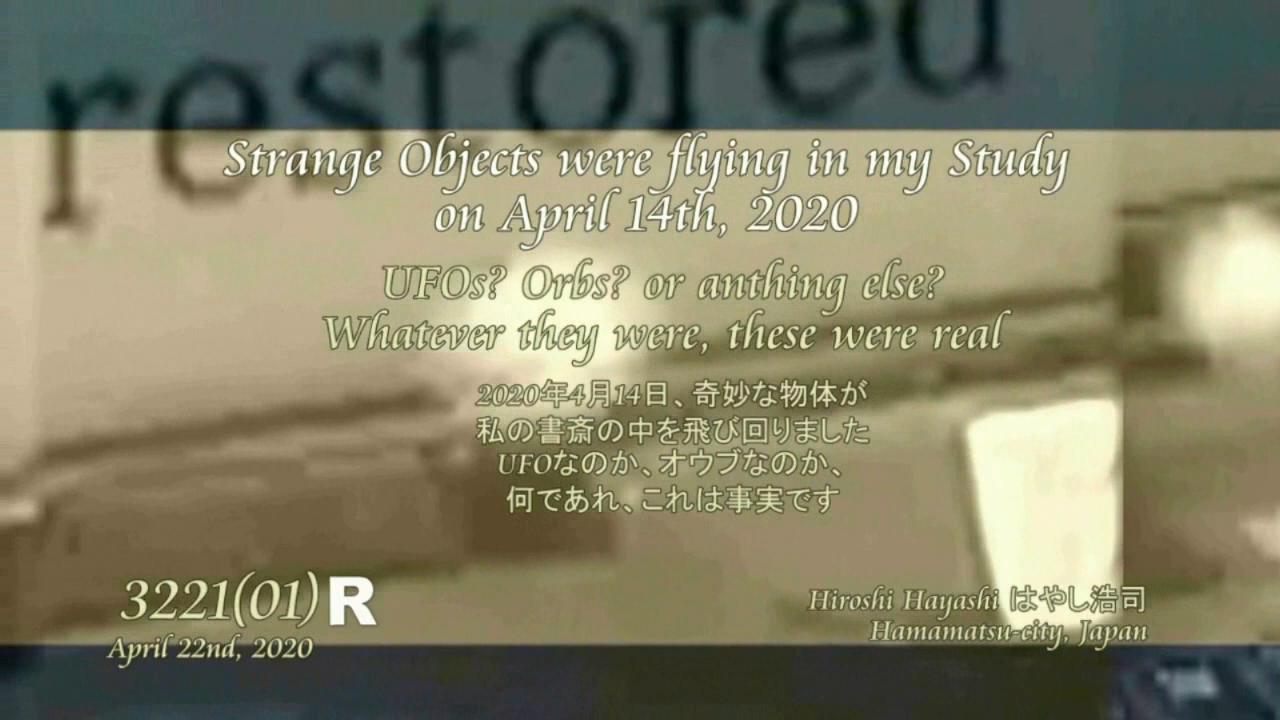 restored
Strange Objects were flying in my Study
on April 14th, 2020
UFOs? Orbs? or anthing else?
Whatever they were, these were real
2020年4月14日、奇妙な物体が
私の書斎の中を飛び回りました
UFOなのか、オウブなのか、
何であれ、これは事実です
3221(01)R
April 22nd, 2020
Hiroshi Hayashi はやし浩司
Hamamatsu-city, Japan